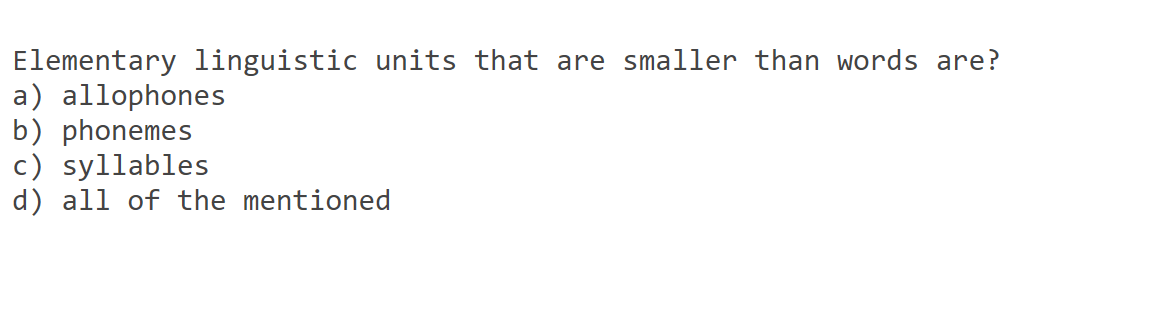 Elementary linguistic units that are smaller than words are?
a) allophones
b) phonemes
c) syllables
d) all of the mentioned